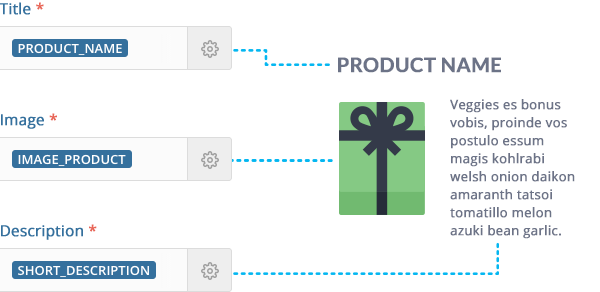 Title *
PRODUCT_NAME
PRODUCT NAME
Image *
IMAGE_PRODUCT
Veggies es bonus
vobis, proinde vos
postulo essum
magis kohlrabi
welsh onion daikon
amaranth tatsoi
tomatillo melon
azuki bean garlic.
Description *
SHORT_DESCRIPTION